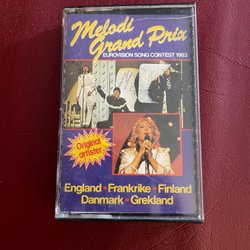 Melodi
Grand Prix
EUROVISION SONG CONTEST 1983
Original
artister
England • Frankrike • Finland
Danmark • Grekland